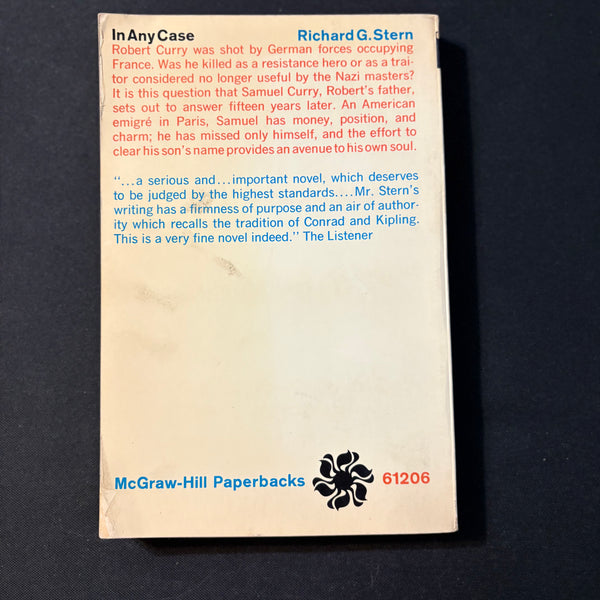 In Any Case Richard G. Stern
Robert Curry was shot by German forces occupying
France. Was he killed as a resistance hero or as a trai-
tor considered no longer useful by the Nazi masters?
It is this question that Samuel Curry, Robert's father,
sets out to answer fifteen years later. An American
emigré in Paris, Samuel has money, position, and
charm; he has missed only himself, and the effort to
clear his son's name provides an avenue to his own soul.
"...a serious and...important novel, which deserves
to be judged by the highest standards....Mr. Stern's
writing has a firmness of purpose and an air of author-
ity which recalls the tradition of Conrad and Kipling.
This is a very fine novel indeed." The Listener
McGraw-Hill Paperbacks 61206